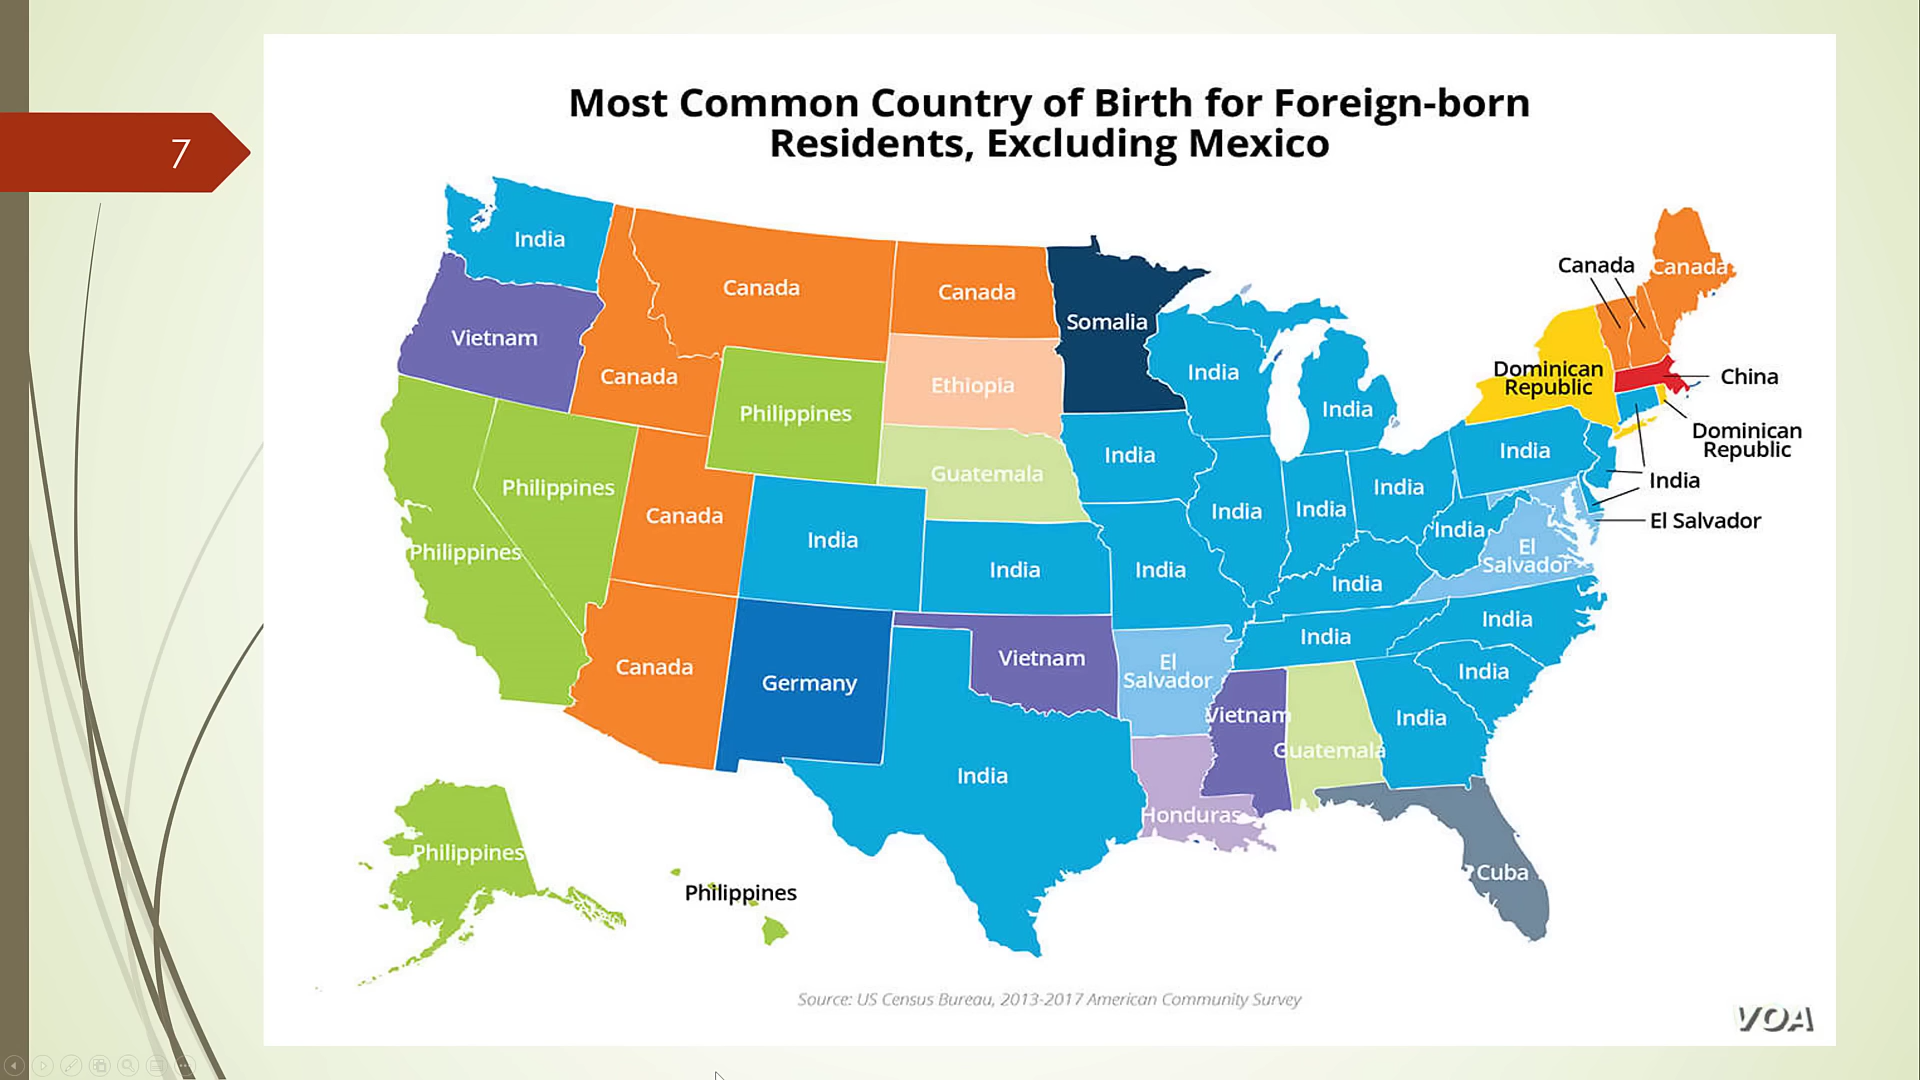 7
Most Common Country of Birth for Foreign-born
Residents, Excluding Mexico
India
Canada
Canada
Somalia
Canada
Canada
Vietnam
Canada
Ethiopia
India
Dominican
Republic
China
Philippines
India
Dominican
Republic
Philippines
Canada
Guatemala
India
India
India
Philippines
India
India
India
India
India
India
El Salvador
El
Salvador
India
India
India
Canada
Germany
Vietnam
El
Salvador
India
India
India
Vietnam
Guatemala
India
India
Honduras
Cuba
Philippines
Philippines
Source: US Census Bureau, 2013-2017 American Community Survey
VOA